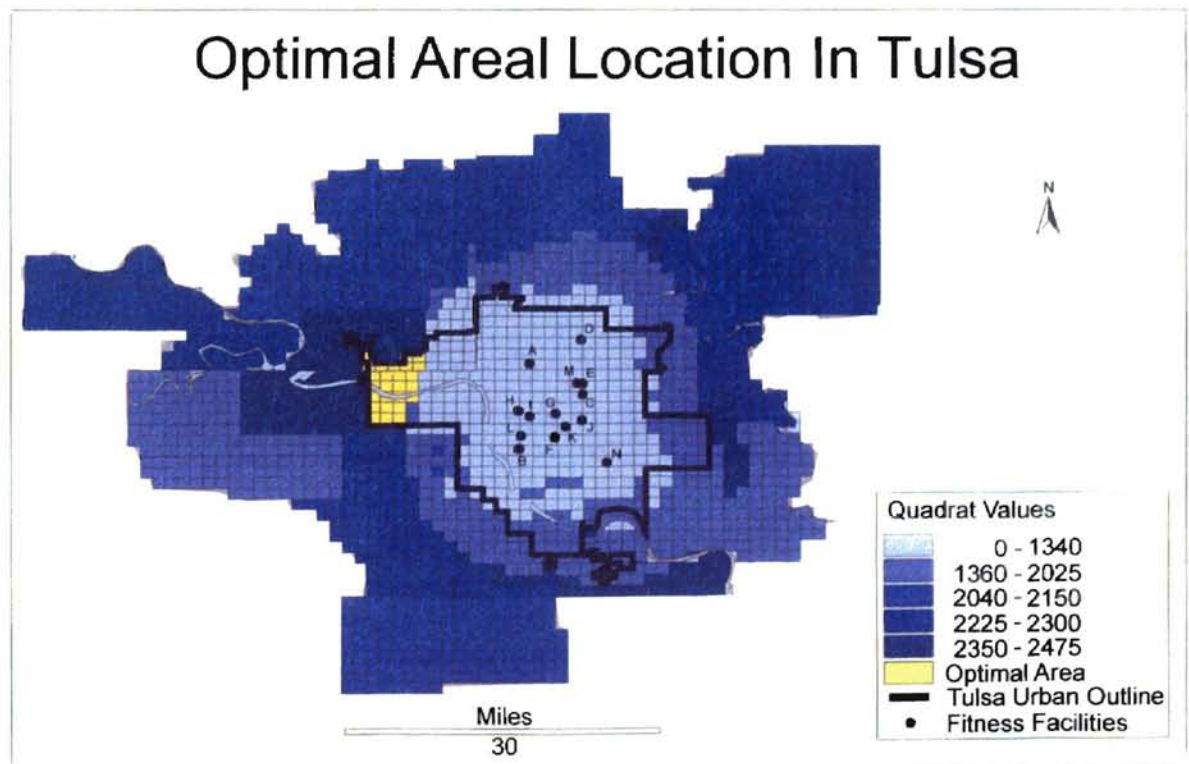 Optimal Areal Location In Tulsa
N
D
A
M E
C
H I G
J
L K
F
B
N
Quadrat Values
0 - 1340
1360 - 2025
2040 - 2150
2225 - 2300
2350 - 2475
Optimal Area
Tulsa Urban Outline
Fitness Facilities
Miles
30